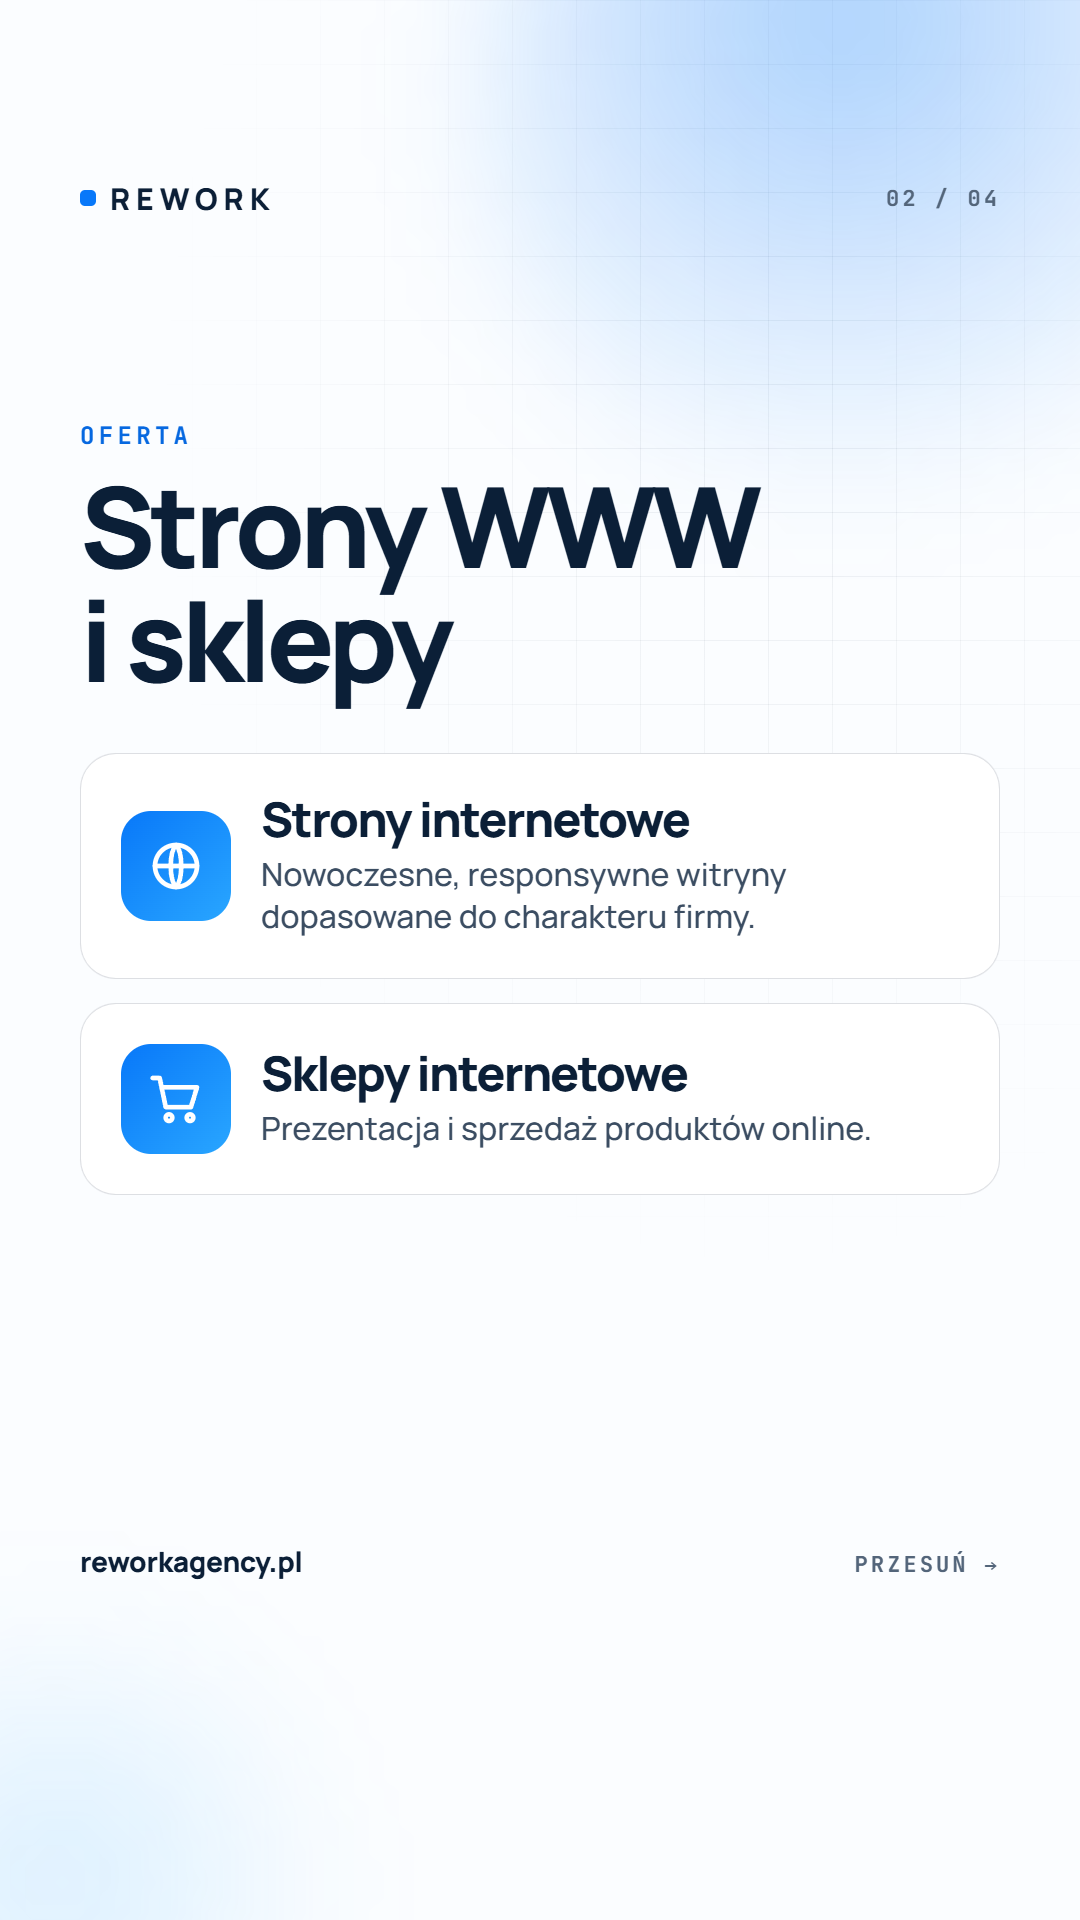 REWORK
02 / 04
OFERTA
Strony WWW
i sklepy
Strony internetowe
Nowoczesne, responsywne witryny
dopasowane do charakteru firmy.
Sklepy internetowe
Prezentacja i sprzedaż produktów online.
reworkagency.pl
PRZESUŃ →